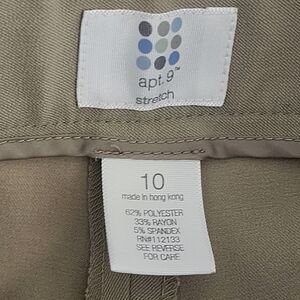 apt. 9™
stretch
10
made in hong kong
62% POLYESTER
33% RAYON
5% SPANDEX
RN#112133
SEE REVERSE
FOR CARE